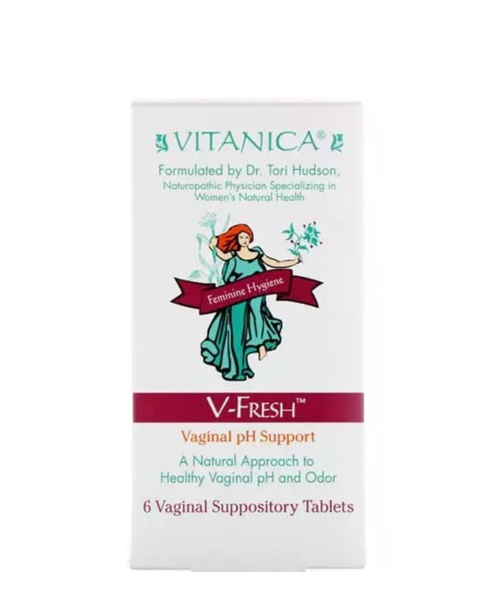 VITANICA®
Formulated by Dr. Tori Hudson,
Naturopathic Physician Specializing in
Women's Natural Health
Feminine Hygiene
V-FRESH™
Vaginal pH Support
A Natural Approach to
Healthy Vaginal pH and Odor
6 Vaginal Suppository Tablets